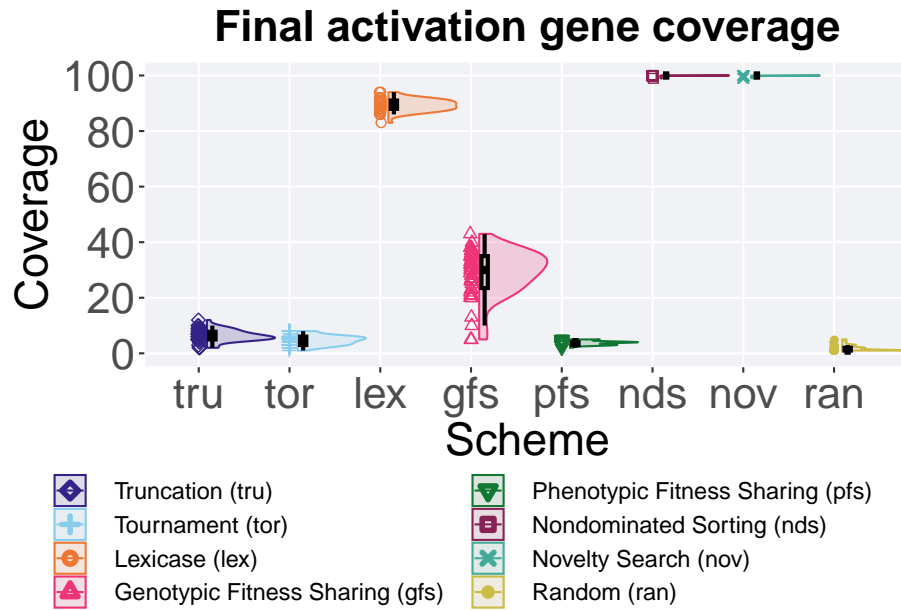 Final activation gene coverage
100
80
60
40
20
0
Coverage
tru tor lex gfs pfs nds nov ran
Scheme
Truncation (tru)
Tournament (tor)
Lexicase (lex)
Genotypic Fitness Sharing (gfs)
Phenotypic Fitness Sharing (pfs)
Nondominated Sorting (nds)
Novelty Search (nov)
Random (ran)